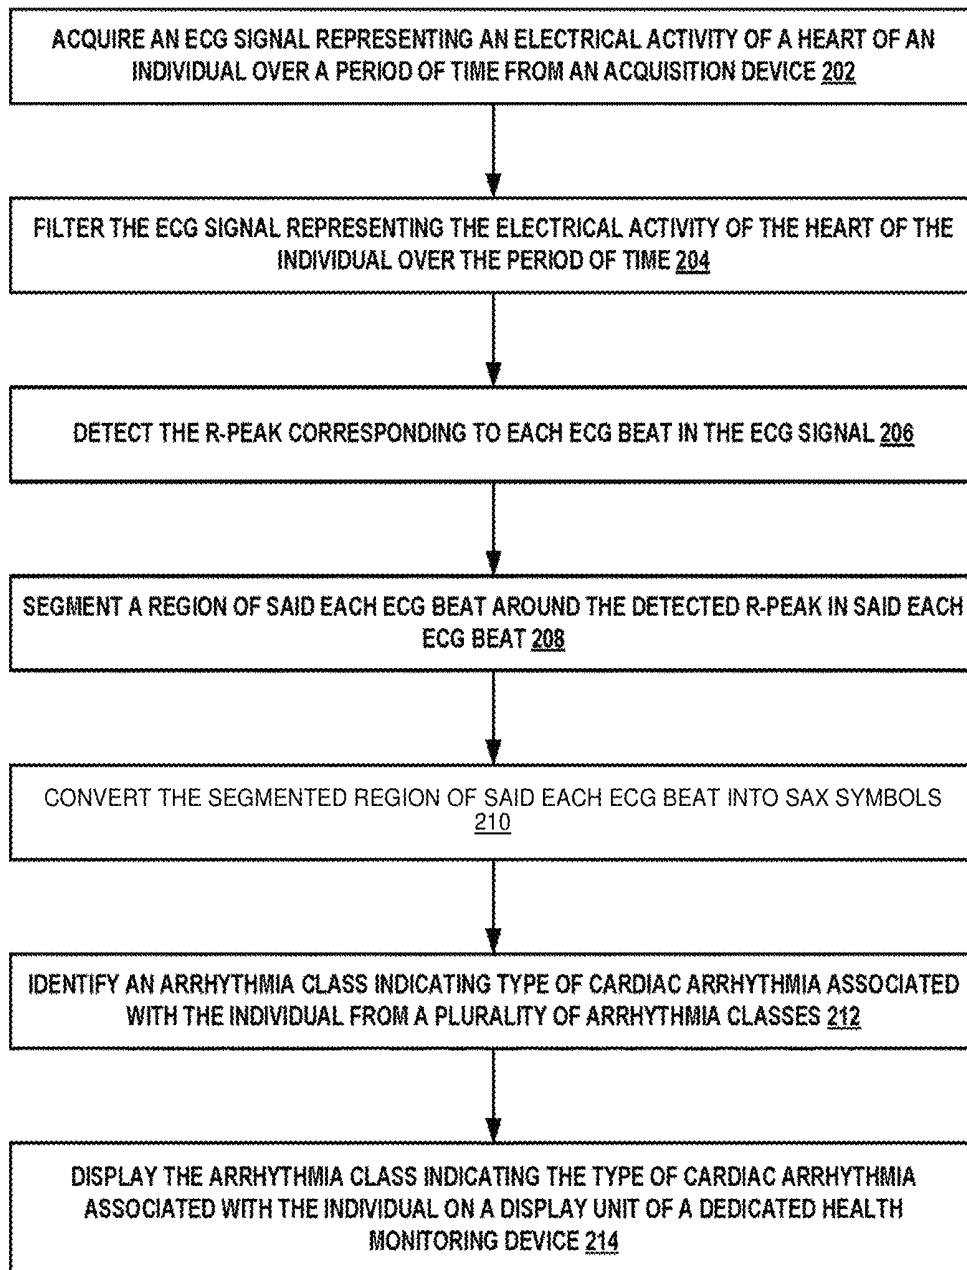 ACQUIRE AN ECG SIGNAL REPRESENTING AN ELECTRICAL ACTIVITY OF A HEART OF AN
INDIVIDUAL OVER A PERIOD OF TIME FROM AN ACQUISITION DEVICE 202
FILTER THE ECG SIGNAL REPRESENTING THE ELECTRICAL ACTIVITY OF THE HEART OF THE
INDIVIDUAL OVER THE PERIOD OF TIME 204
DETECT THE R-PEAK CORRESPONDING TO EACH ECG BEAT IN THE ECG SIGNAL 206
SEGMENT A REGION OF SAID EACH ECG BEAT AROUND THE DETECTED R-PEAK IN SAID EACH
ECG BEAT 208
CONVERT THE SEGMENTED REGION OF SAID EACH ECG BEAT INTO SAX SYMBOLS
210
IDENTIFY AN ARRHYTHMIA CLASS INDICATING TYPE OF CARDIAC ARRHYTHMIA ASSOCIATED
WITH THE INDIVIDUAL FROM A PLURALITY OF ARRHYTHMIA CLASSES 212
DISPLAY THE ARRHYTHMIA CLASS INDICATING THE TYPE OF CARDIAC ARRHYTHMIA
ASSOCIATED WITH THE INDIVIDUAL ON A DISPLAY UNIT OF A DEDICATED HEALTH
MONITORING DEVICE 214